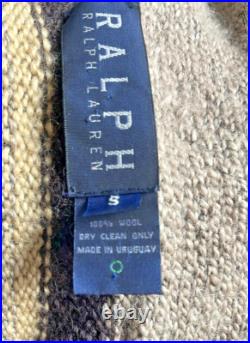 RALPH
RALPH LAUREN
S
100% WOOL
DRY CLEAN ONLY
MADE IN URUGUAY